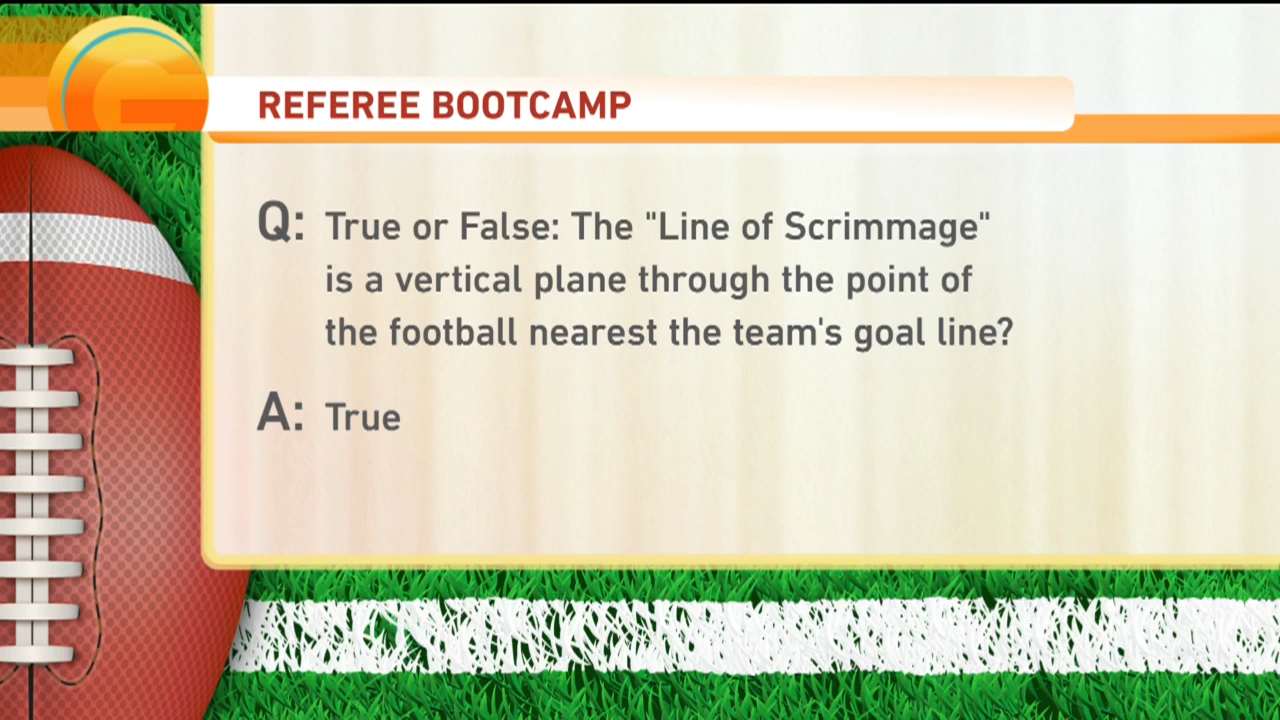 REFEREE BOOTCAMP
Q: True or False: The "Line of Scrimmage"
is a vertical plane through the point of
the football nearest the team's goal line?
A: True